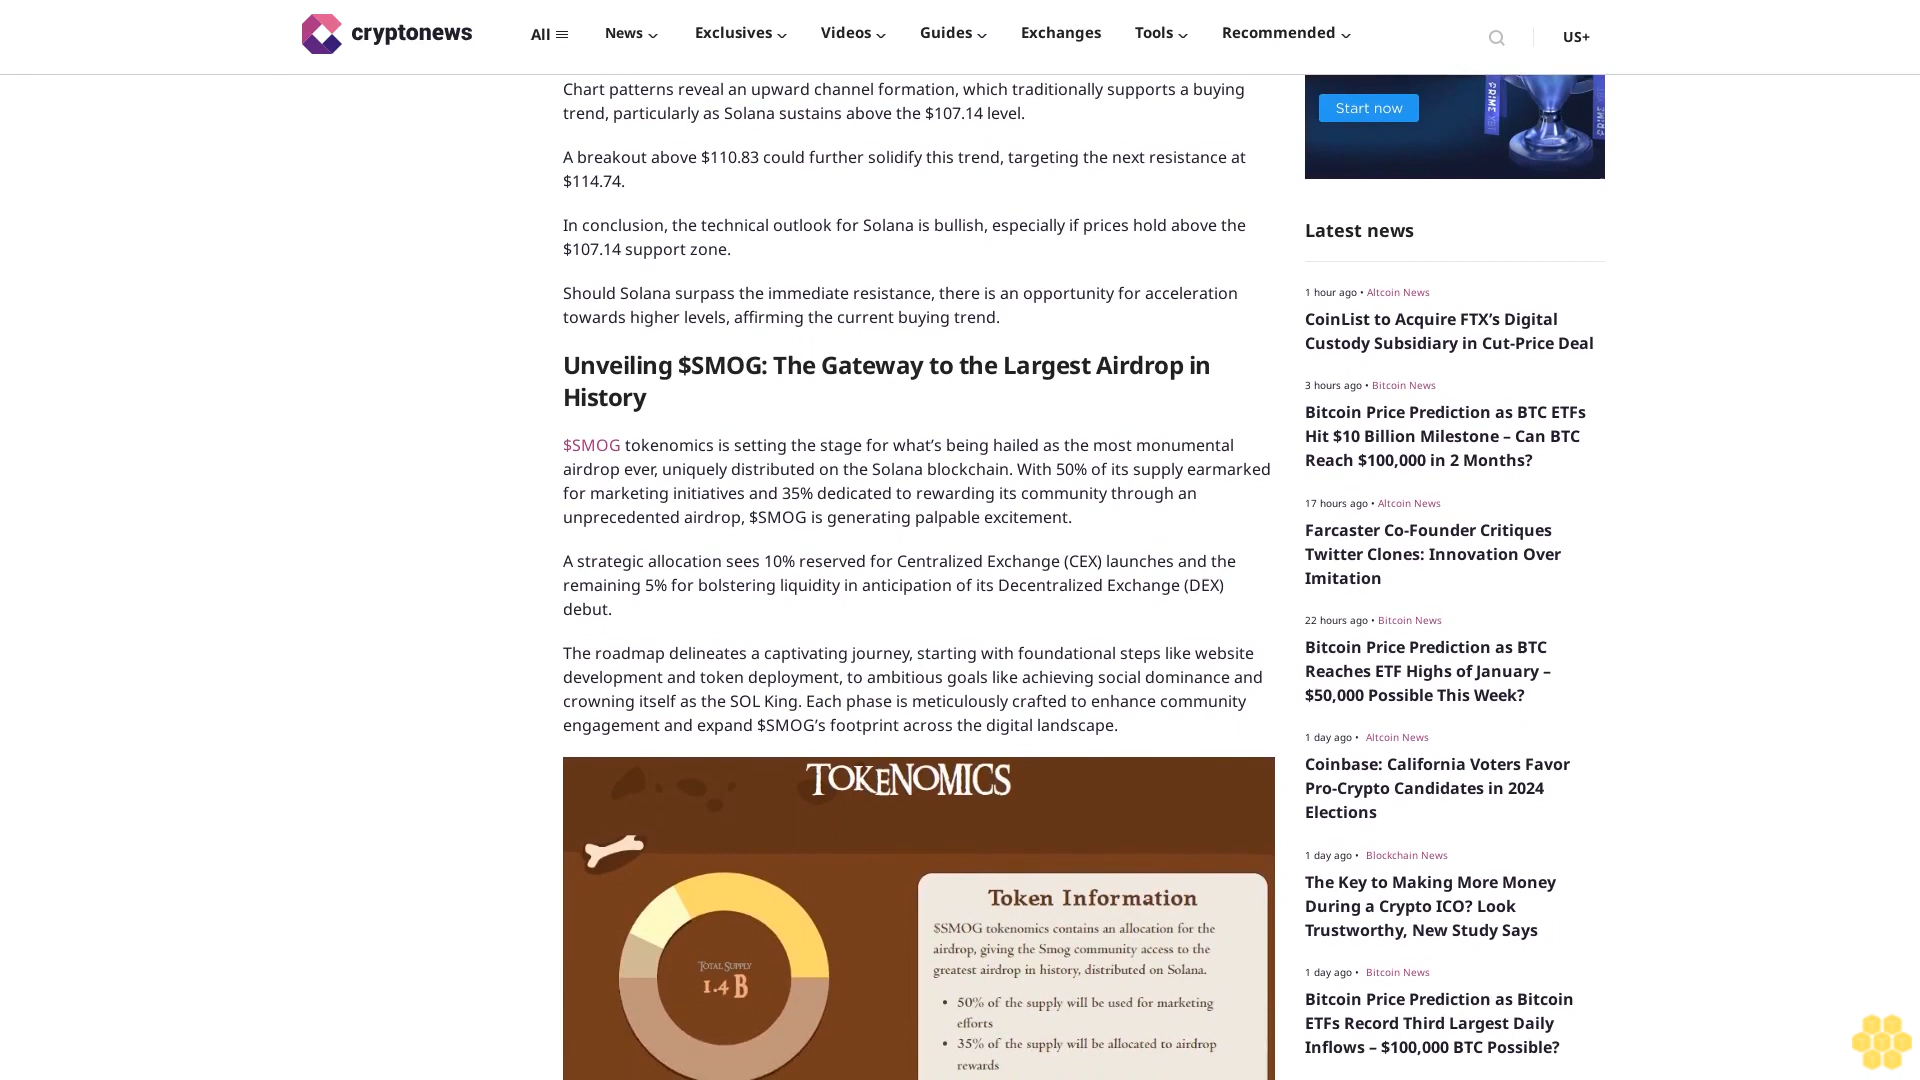 cryptonews
All
News
Exclusives
Videos
Guides
Exchanges
Tools
Recommended
US+
Chart patterns reveal an upward channel formation, which traditionally supports a buying
trend, particularly as Solana sustains above the $107.14 level.
A breakout above $110.83 could further solidify this trend, targeting the next resistance at
$114.74.
In conclusion, the technical outlook for Solana is bullish, especially if prices hold above the
$107.14 support zone.
Should Solana surpass the immediate resistance, there is an opportunity for acceleration
towards higher levels, affirming the current buying trend.
Unveiling $SMOG: The Gateway to the Largest Airdrop in
History
$SMOG tokenomics is setting the stage for what’s being hailed as the most monumental
airdrop ever, uniquely distributed on the Solana blockchain. With 50% of its supply earmarked
for marketing initiatives and 35% dedicated to rewarding its community through an
unprecedented airdrop, $SMOG is generating palpable excitement.
A strategic allocation sees 10% reserved for Centralized Exchange (CEX) launches and the
remaining 5% for bolstering liquidity in anticipation of its Decentralized Exchange (DEX)
debut.
The roadmap delineates a captivating journey, starting with foundational steps like website
development and token deployment, to ambitious goals like achieving social dominance and
crowning itself as the SOL King. Each phase is meticulously crafted to enhance community
engagement and expand $SMOG’s footprint across the digital landscape.
TOKENOMICS
TOTAL SUPPLY
1.4 B
Token Information
$SMOG tokenomics contains an allocation for the
airdrop, giving the Smog community access to the
greatest airdrop in history, distributed on Solana.
• 50% of the supply will be used for marketing
efforts
• 35% of the supply will be allocated to airdrop
rewards
Start now
PRIME XBT
PRIME
Latest news
1 hour ago • Altcoin News
CoinList to Acquire FTX’s Digital
Custody Subsidiary in Cut-Price Deal
3 hours ago • Bitcoin News
Bitcoin Price Prediction as BTC ETFs
Hit $10 Billion Milestone – Can BTC
Reach $100,000 in 2 Months?
17 hours ago • Altcoin News
Farcaster Co-Founder Critiques
Twitter Clones: Innovation Over
Imitation
22 hours ago • Bitcoin News
Bitcoin Price Prediction as BTC
Reaches ETF Highs of January –
$50,000 Possible This Week?
1 day ago • Altcoin News
Coinbase: California Voters Favor
Pro-Crypto Candidates in 2024
Elections
1 day ago • Blockchain News
The Key to Making More Money
During a Crypto ICO? Look
Trustworthy, New Study Says
1 day ago • Bitcoin News
Bitcoin Price Prediction as Bitcoin
ETFs Record Third Largest Daily
Inflows – $100,000 BTC Possible?